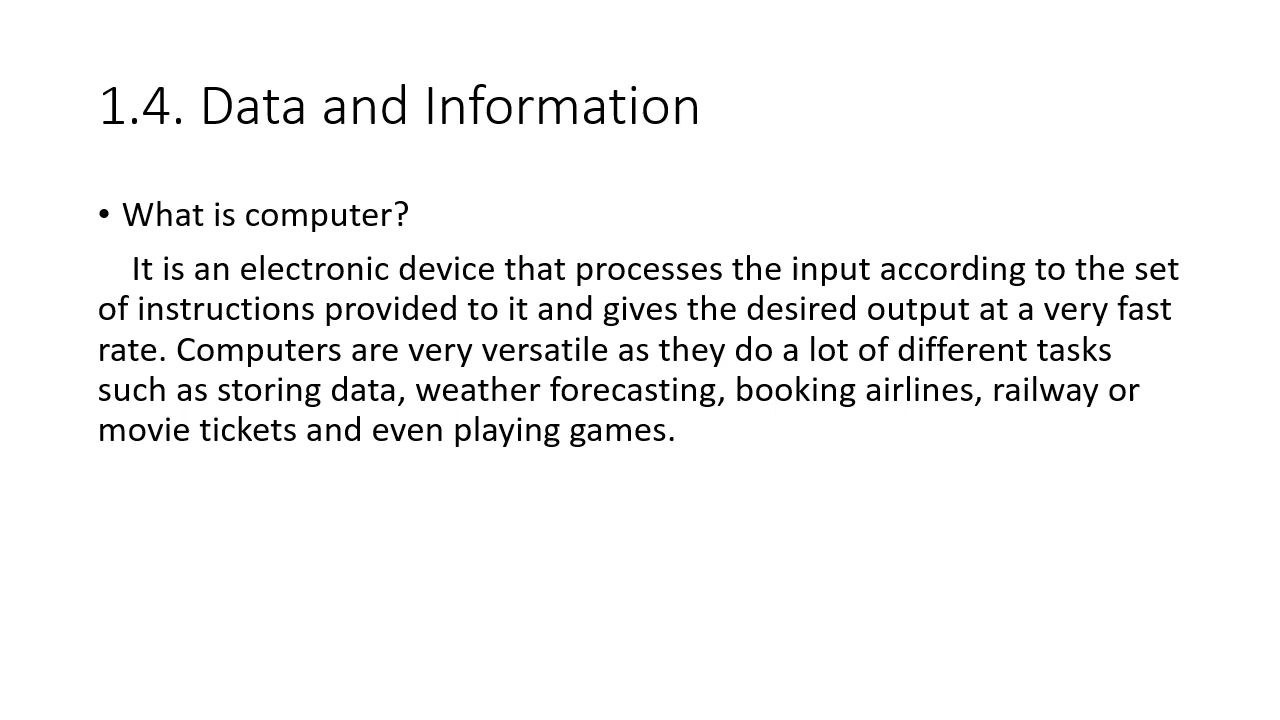 1.4. Data and Information
• What is computer?
It is an electronic device that processes the input according to the set
of instructions provided to it and gives the desired output at a very fast
rate. Computers are very versatile as they do a lot of different tasks
such as storing data, weather forecasting, booking airlines, railway or
movie tickets and even playing games.